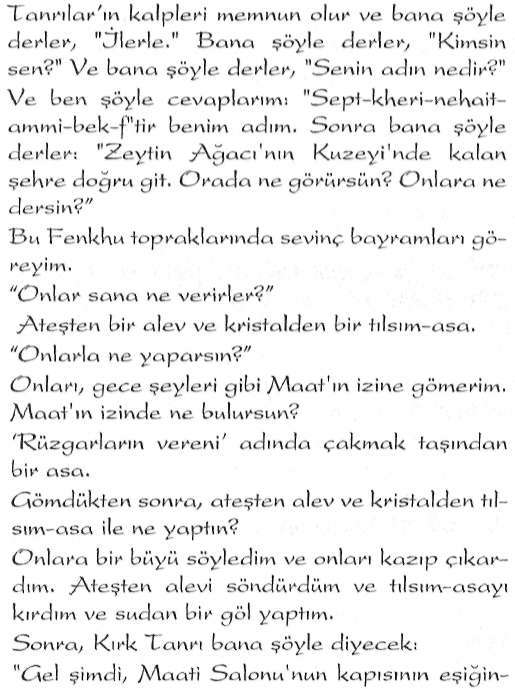 Tanrılar'ın kalpleri memnun olur ve bana şöyle
derler, "İlerle." Bana şöyle derler, "Kimsin
sen?" Ve bana şöyle derler, "Senin adın nedir?"
Ve ben şöyle cevaplarım: "Sept-kheri-nehait-
ammi-bek-f"tir benim adım. Sonra bana şöyle
derler: "Zeytin Ağacı'nın Kuzeyi'nde kalan
şehre doğru git. Orada ne görürsün? Onlara ne
dersin?"
Bu Fenkhu topraklarında sevinç bayramları gö-
reyim.
"Onlar sana ne verirler?"
Ateşten bir alev ve kristalden bir tılsım-asa.
"Onlarla ne yaparsın?"
Onları, gece şeyleri gibi Maat'ın izine gömerim.
Maat'ın izinde ne bulursun?
'Rüzgarların vereni' adında çakmak taşından
bir asa.
Gömdükten sonra, ateşten alev ve kristalden tıl-
sım-asa ile ne yaptın?
Onlara bir büyü söyledim ve onları kazıp çıkar-
dım. Ateşten alevi söndürdüm ve tılsım-asayı
kırdım ve sudan bir göl yaptım.
Sonra, Kırk Tanrı bana şöyle diyecek:
"Gel şimdi, Maati Salonu'nun kapısının eşiğin-